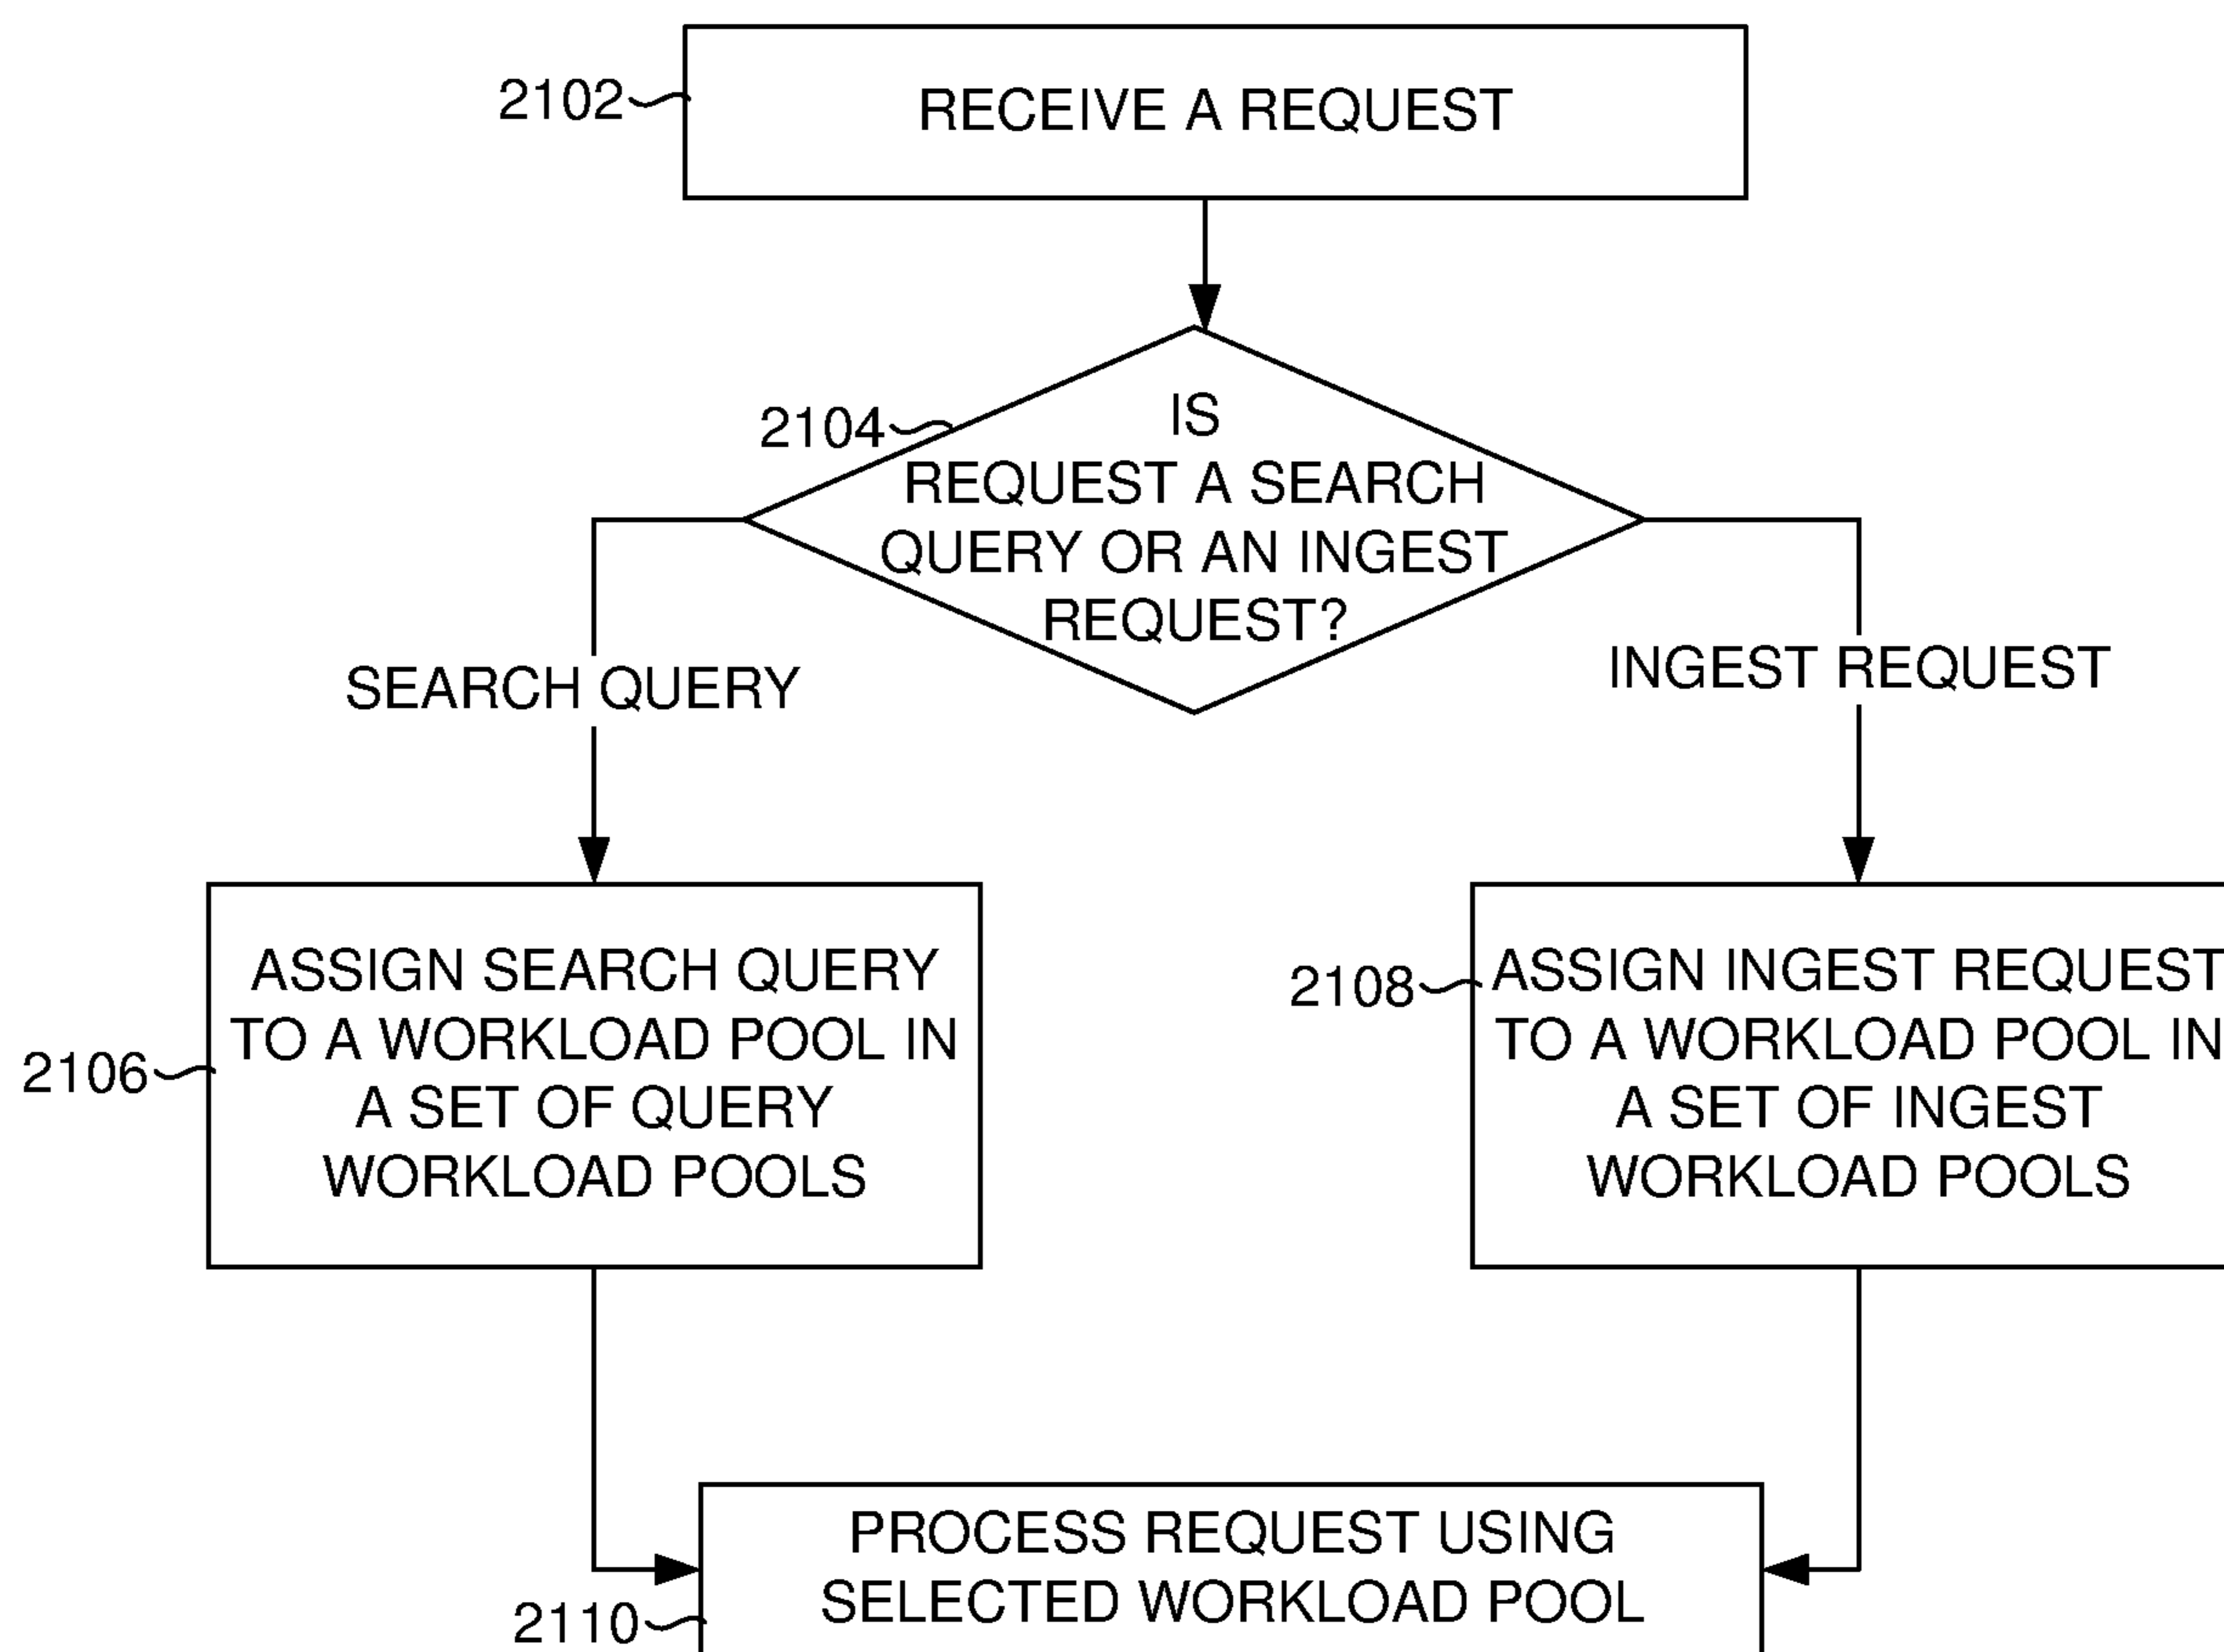 2102
RECEIVE A REQUEST
2104
IS
REQUEST A SEARCH
QUERY OR AN INGEST
REQUEST?
SEARCH QUERY
INGEST REQUEST
2106
ASSIGN SEARCH QUERY
TO A WORKLOAD POOL IN
A SET OF QUERY
WORKLOAD POOLS
2108
ASSIGN INGEST REQUEST
TO A WORKLOAD POOL IN
A SET OF INGEST
WORKLOAD POOLS
2110
PROCESS REQUEST USING
SELECTED WORKLOAD POOL